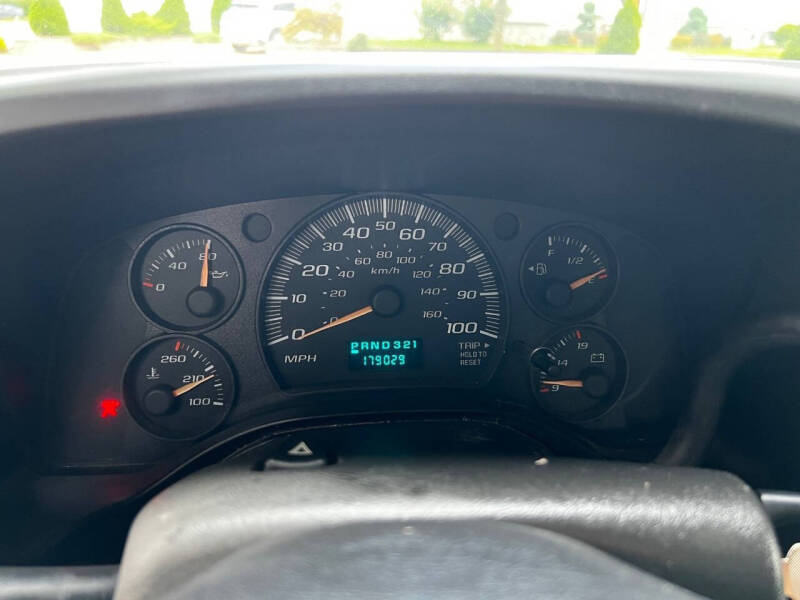 80
40
0
260
210
100
0 10 20 30 40 50 60 70 80 90 100
0 20 40 60 80 100 120 140 160
km/h
MPH
PRND321
179029
TRIP
HOLD TO
RESET
F
1/2
E
19
14
9